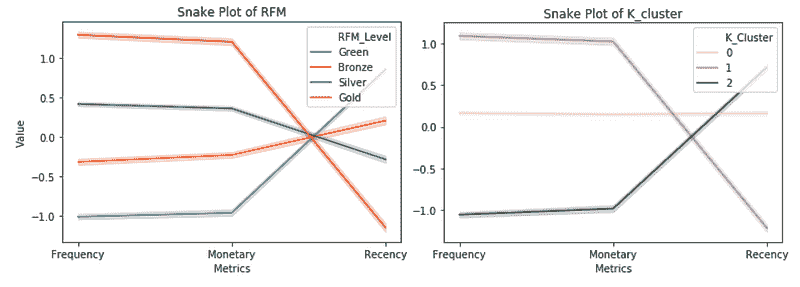 Snake Plot of RFM
RFM_Level
Green
Bronze
Silver
Gold
1.0
0.5
0.0
−0.5
−1.0
Value
Frequency
Monetary
Recency
Metrics
Snake Plot of K_cluster
K_Cluster
0
1
2
1.0
0.5
0.0
−0.5
−1.0
Frequency
Monetary
Recency
Metrics